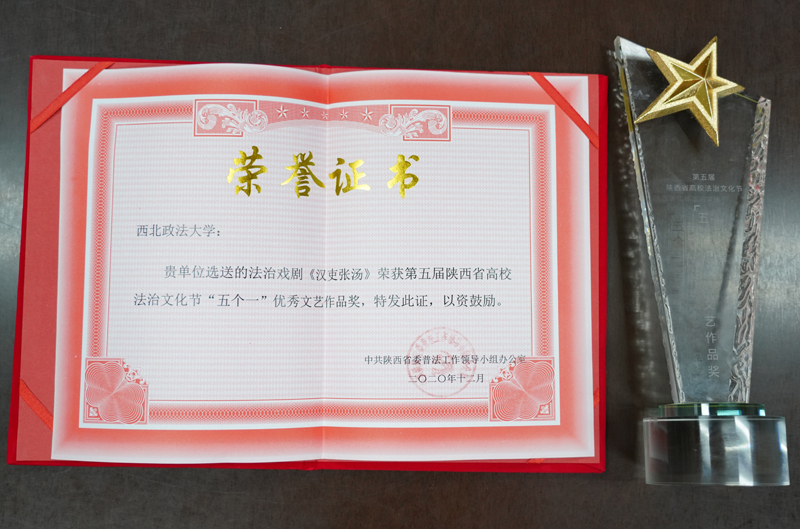 荣誉证书
西北政法大学：
贵单位选送的法治戏剧《汉吏张汤》荣获第五届陕西省高校
法治文化节“五个一”优秀文艺作品奖，特发此证，以资鼓励。
中共陕西省委普法工作领导小组办公室
二〇二〇年十二月
第五届
陕西省高校法治文化节
艺作品奖